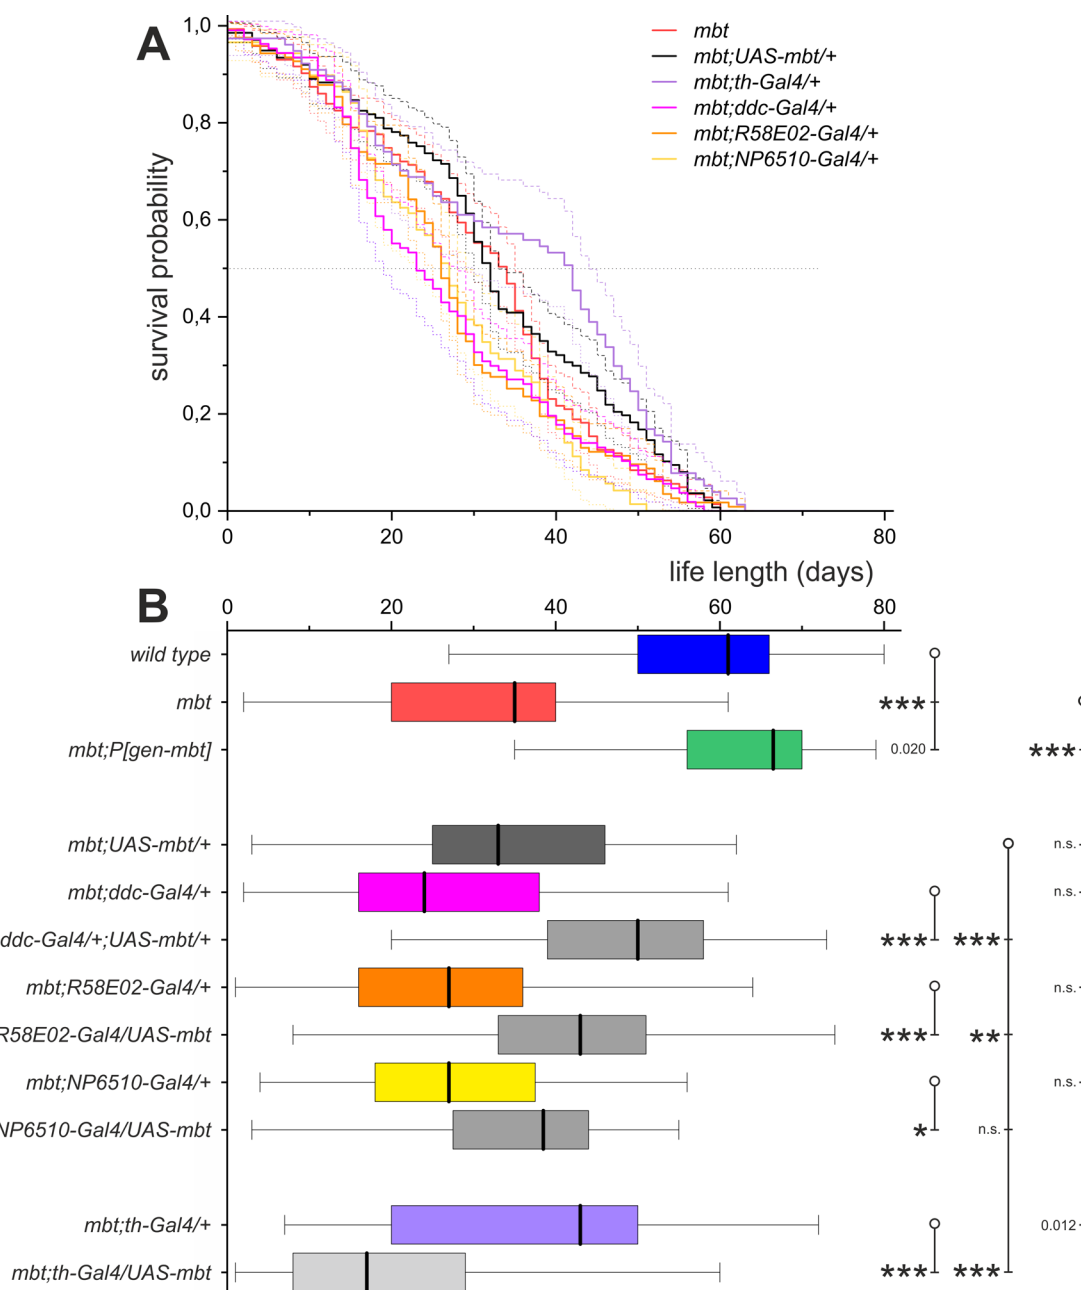 A
1,0
0,8
0,6
0,4
0,2
0,0
survival probability
mbt
mbt;UAS-mbt/+
mbt;th-Gal4/+
mbt;ddc-Gal4/+
mbt;R58E02-Gal4/+
mbt;NP6510-Gal4/+
0 20 40 60 80
life length (days)
B
0 20 40 60 80
wild type
mbt ***
mbt;P[gen-mbt] 0.020 ***
mbt;UAS-mbt/+ n.s.
mbt;ddc-Gal4/+ n.s.
ddc-Gal4/+;UAS-mbt/+ *** ***
mbt;R58E02-Gal4/+ n.s.
R58E02-Gal4/UAS-mbt *** **
mbt;NP6510-Gal4/+ n.s.
NP6510-Gal4/UAS-mbt * n.s.
mbt;th-Gal4/+ 0.012
mbt;th-Gal4/UAS-mbt *** ***